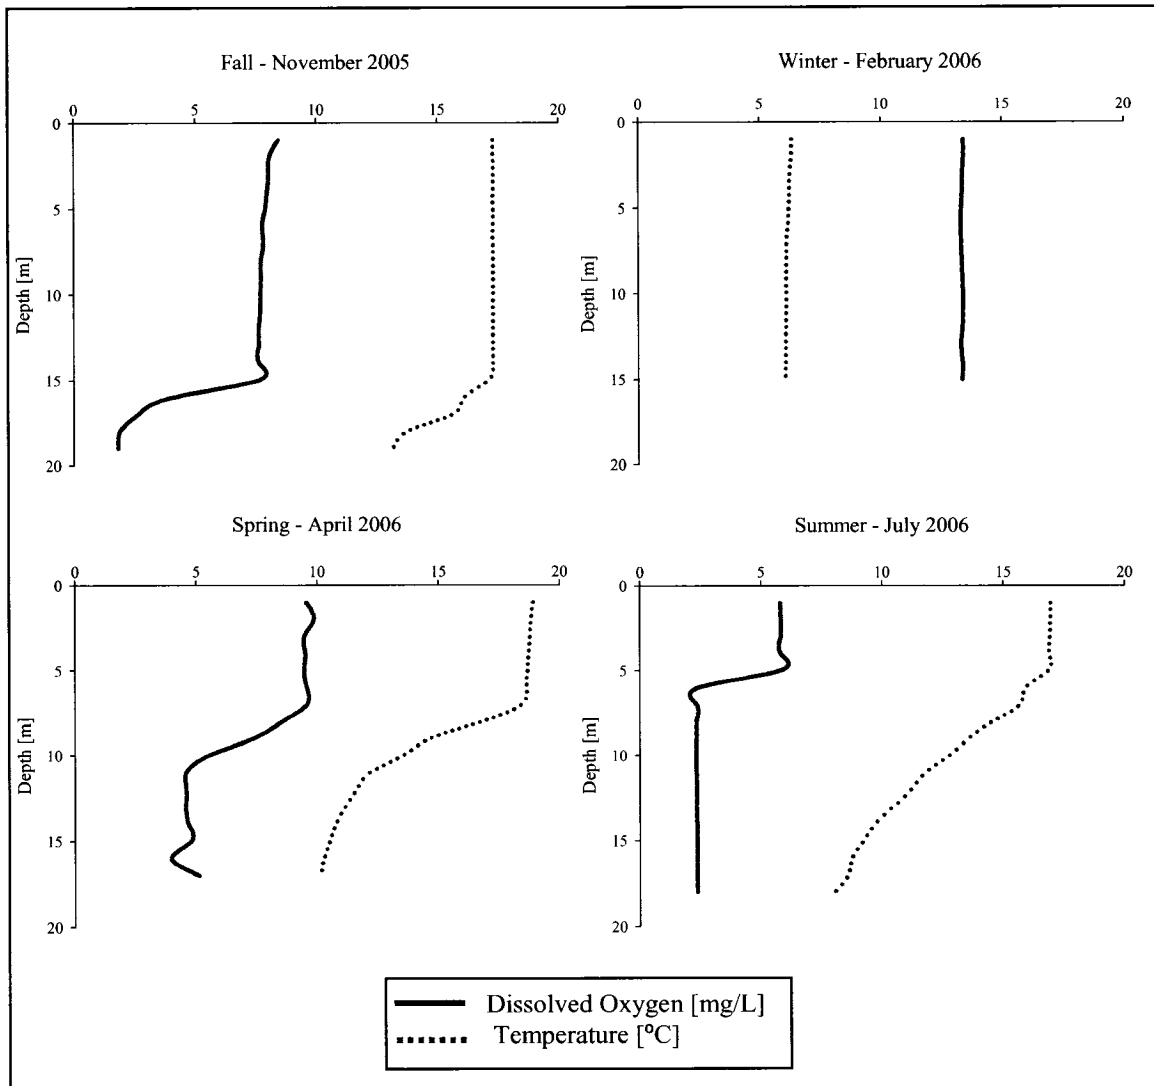 Fall - November 2005
0 5 10 15 20
0
5
10
15
20
Depth [m]
Winter - February 2006
0 5 10 15 20
0
5
10
15
20
Depth [m]
Spring - April 2006
0 5 10 15 20
0
5
10
15
20
Depth [m]
Summer - July 2006
0 5 10 15 20
0
5
10
15
20
Depth [m]
Dissolved Oxygen [mg/L]
Temperature [°C]